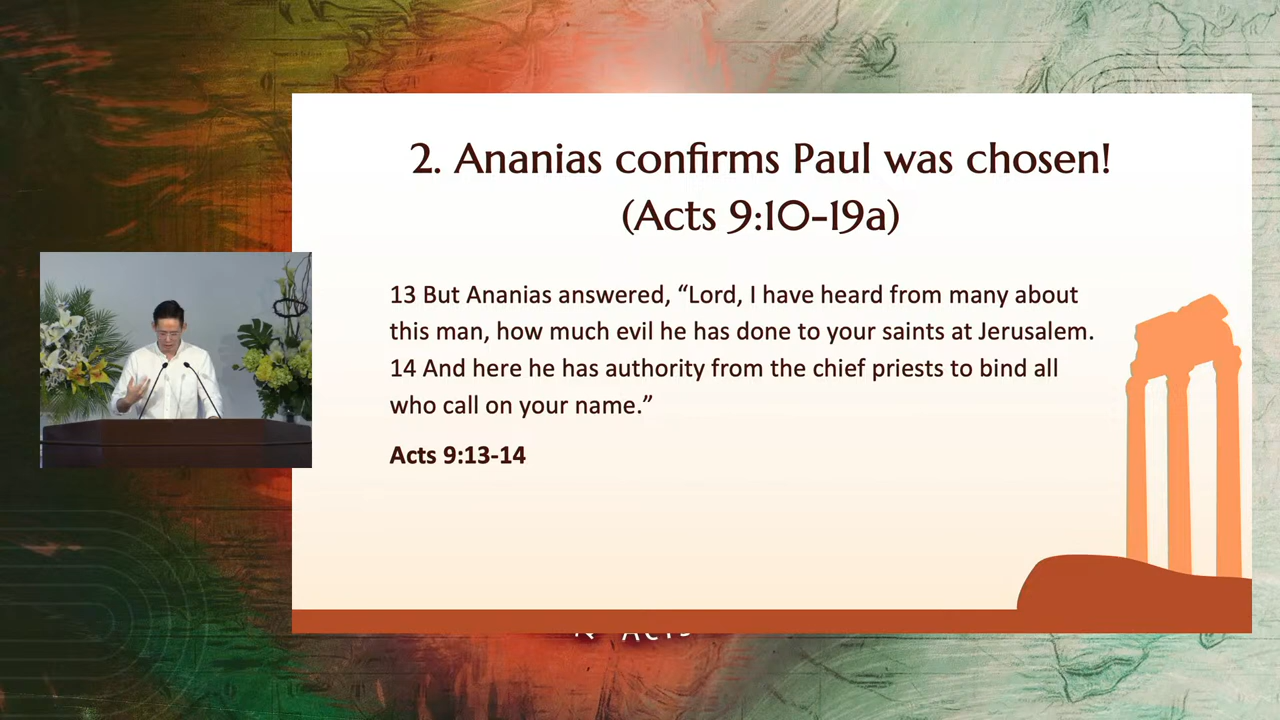 2. Ananias confirms Paul was chosen!
(Acts 9:10-19a)
13 But Ananias answered, “Lord, I have heard from many about
this man, how much evil he has done to your saints at Jerusalem.
14 And here he has authority from the chief priests to bind all
who call on your name.”
Acts 9:13-14
ACTS